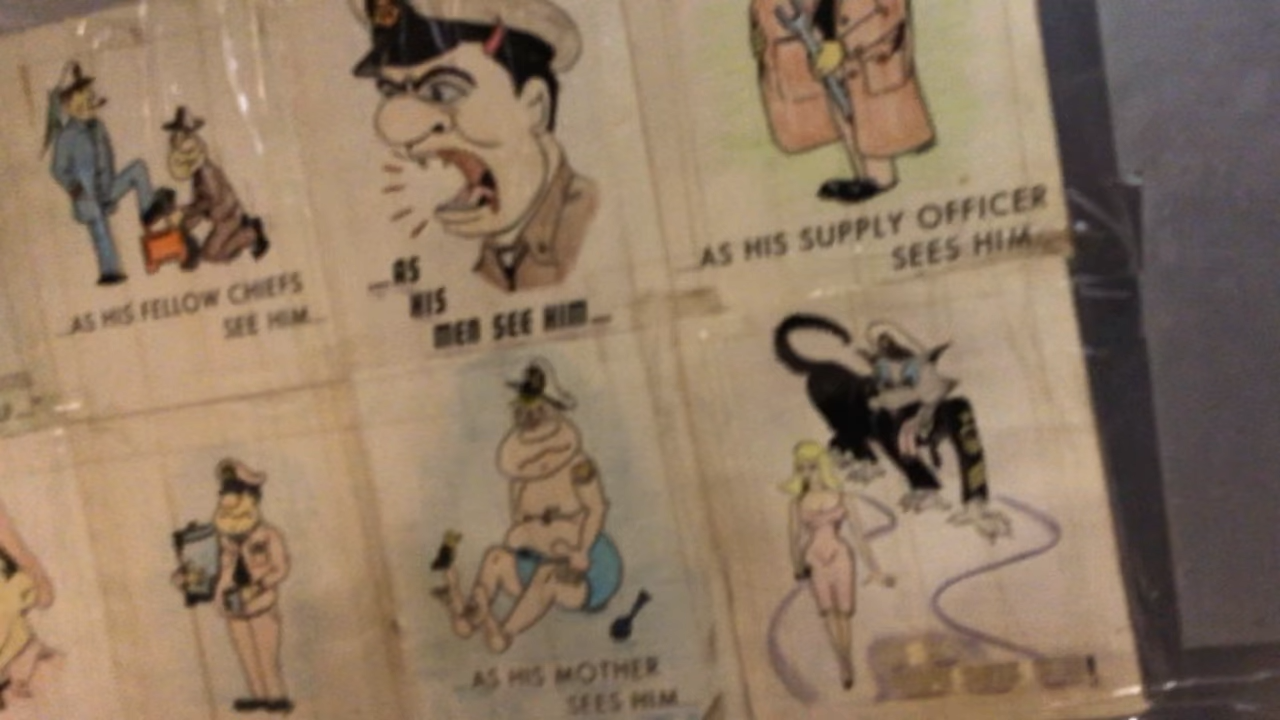 ...AS HIS FELLOW CHIEFS
SEE HIM...
...AS
HIS
MEN SEE HIM...
...AS HIS SUPPLY OFFICER
SEES HIM...
...AS HIS MOTHER
SEES HIM...
!